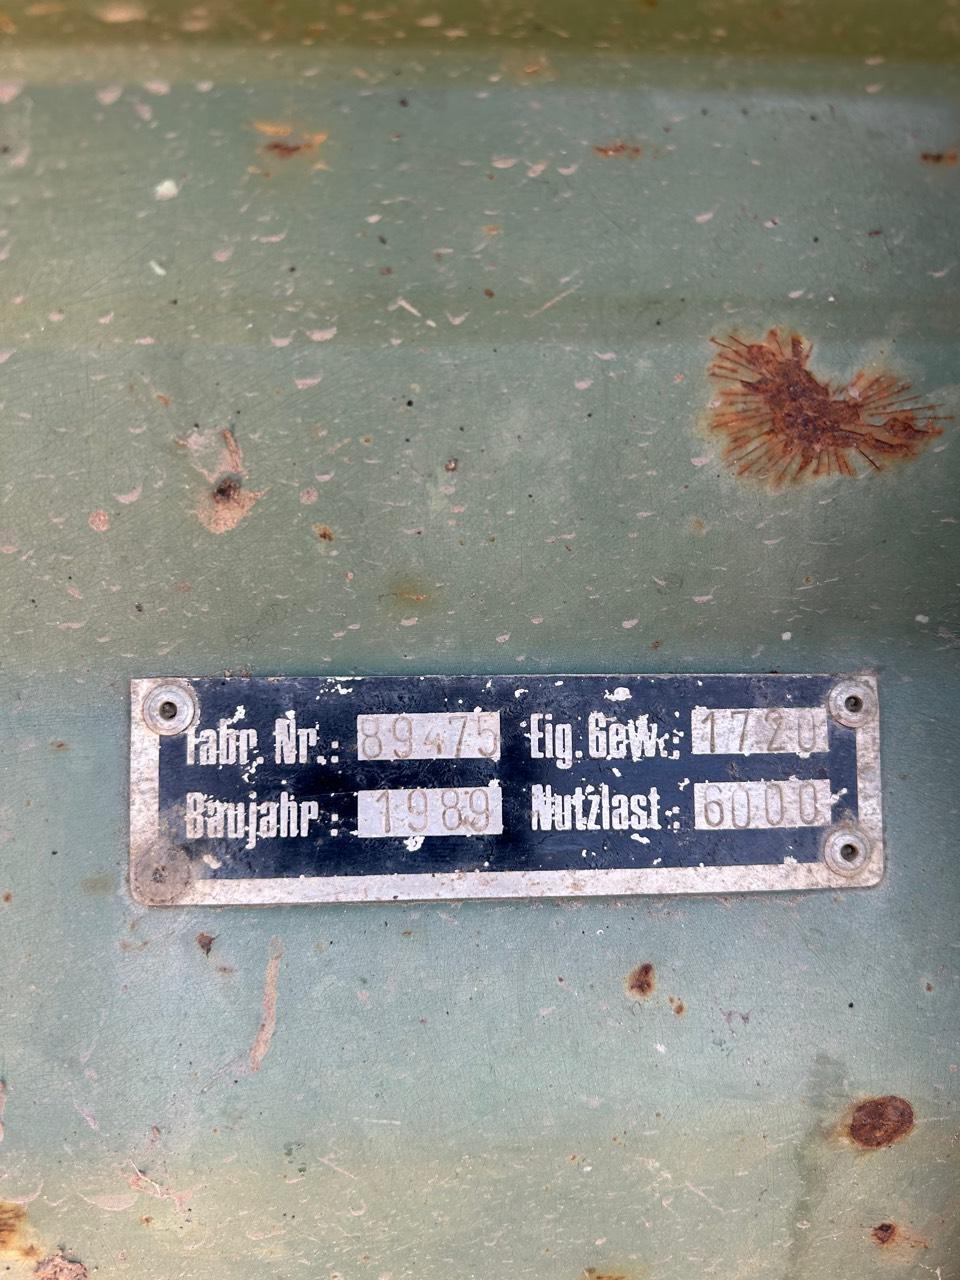 Fabr. Nr.: 89475 Eig. Gew.: 1720
Baujahr: 1989 Nutzlast: 6000